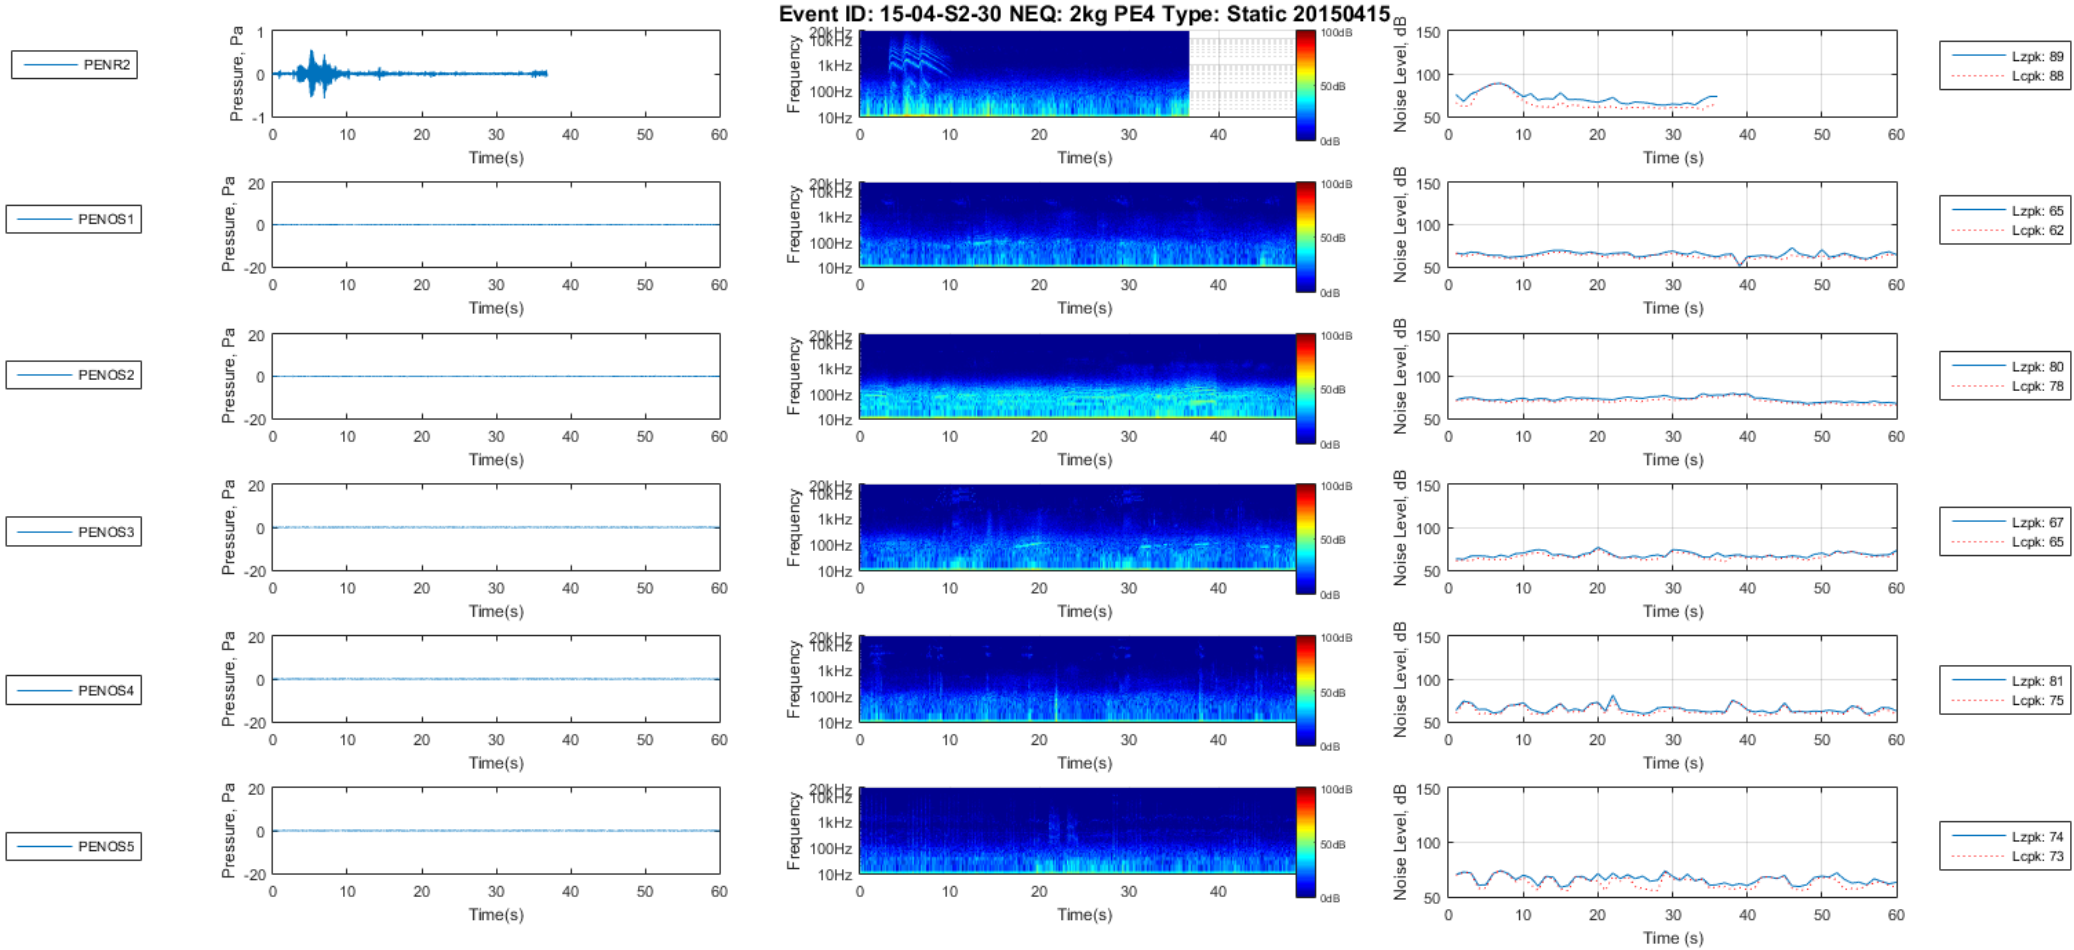 Event ID: 15-04-S2-30 NEQ: 2kg PE4 Type: Static 20150415
PENR2
Pressure, Pa
1
0
-1
0 10 20 30 40 50 60
Time(s)
Frequency
20kHz
10kHz
1kHz
100Hz
10Hz
0 10 20 30 40
Time(s)
100dB
50dB
0dB
Noise Level, dB
150
100
50
0 10 20 30 40 50 60
Time (s)
Lzpk: 89
Lcpk: 88
PENOS1
Pressure, Pa
20
0
-20
0 10 20 30 40 50 60
Time(s)
Frequency
20kHz
10kHz
1kHz
100Hz
10Hz
0 10 20 30 40
Time(s)
100dB
50dB
0dB
Noise Level, dB
150
100
50
0 10 20 30 40 50 60
Time (s)
Lzpk: 65
Lcpk: 62
PENOS2
Pressure, Pa
20
0
-20
0 10 20 30 40 50 60
Time(s)
Frequency
20kHz
10kHz
1kHz
100Hz
10Hz
0 10 20 30 40
Time(s)
100dB
50dB
0dB
Noise Level, dB
150
100
50
0 10 20 30 40 50 60
Time (s)
Lzpk: 80
Lcpk: 78
PENOS3
Pressure, Pa
20
0
-20
0 10 20 30 40 50 60
Time(s)
Frequency
20kHz
10kHz
1kHz
100Hz
10Hz
0 10 20 30 40
Time(s)
100dB
50dB
0dB
Noise Level, dB
150
100
50
0 10 20 30 40 50 60
Time (s)
Lzpk: 67
Lcpk: 65
PENOS4
Pressure, Pa
20
0
-20
0 10 20 30 40 50 60
Time(s)
Frequency
20kHz
10kHz
1kHz
100Hz
10Hz
0 10 20 30 40
Time(s)
100dB
50dB
0dB
Noise Level, dB
150
100
50
0 10 20 30 40 50 60
Time (s)
Lzpk: 81
Lcpk: 75
PENOS5
Pressure, Pa
20
0
-20
0 10 20 30 40 50 60
Time(s)
Frequency
20kHz
10kHz
1kHz
100Hz
10Hz
0 10 20 30 40
Time(s)
100dB
50dB
0dB
Noise Level, dB
150
100
50
0 10 20 30 40 50 60
Time (s)
Lzpk: 74
Lcpk: 73